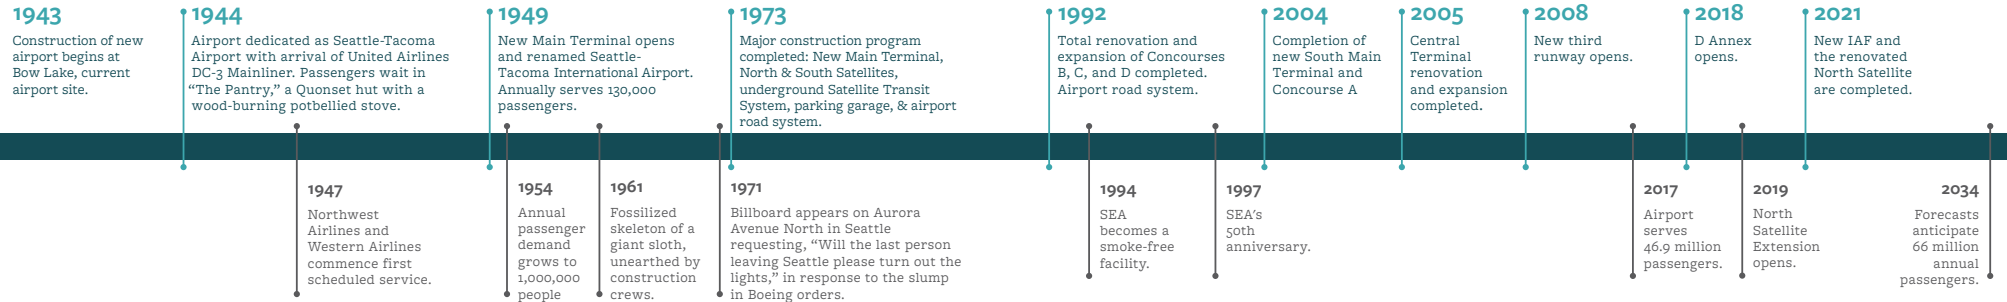 1943
Construction of new
airport begins at
Bow Lake, current
airport site.
1944
Airport dedicated as Seattle-Tacoma
Airport with arrival of United Airlines
DC-3 Mainliner. Passengers wait in
“The Pantry,” a Quonset hut with a
wood-burning potbellied stove.
1949
New Main Terminal opens
and renamed Seattle-
Tacoma International Airport.
Annually serves 130,000
passengers.
1973
Major construction program
completed: New Main Terminal,
North & South Satellites,
underground Satellite Transit
System, parking garage, & airport
road system.
1992
Total renovation and
expansion of Concourses
B, C, and D completed.
Airport road system.
2004
Completion of
new South Main
Terminal and
Concourse A
2005
Central
Terminal
renovation
and expansion
completed.
2008
New third
runway opens.
2018
D Annex
opens.
2021
New IAF and
the renovated
North Satellite
are completed.
1947
Northwest
Airlines and
Western Airlines
commence first
scheduled service.
1954
Annual
passenger
demand
grows to
1,000,000
people
1961
Fossilized
skeleton of a
giant sloth,
unearthed by
construction
crews.
1971
Billboard appears on Aurora
Avenue North in Seattle
requesting, “Will the last person
leaving Seattle please turn out the
lights,” in response to the slump
in Boeing orders.
1994
SEA
becomes a
smoke-free
facility.
1997
SEA's
50th
anniversary.
2017
Airport
serves
46.9 million
passengers.
2019
North
Satellite
Extension
opens.
2034
Forecasts
anticipate
66 million
annual
passengers.